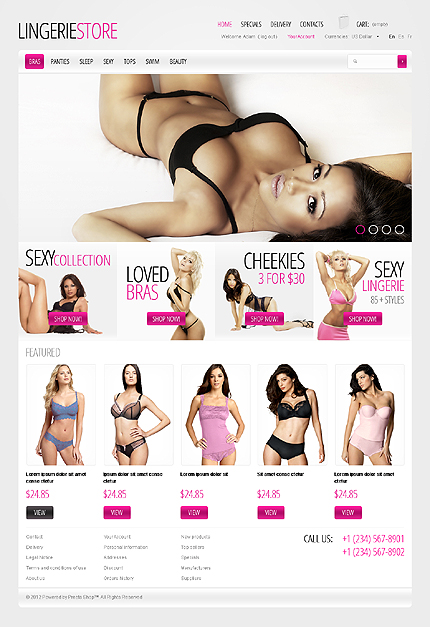 LINGERIESTORE
HOME SPECIALS DELIVERY CONTACTS CART: (empty)
Welcome Adam (Log out) Your Account Currencies: US Dollar En Es Fr
BRAS PANTIES SLEEP SEXY TOPS SWIM BEAUTY
SEXY COLLECTION
SHOP NOW!
LOVED
BRAS
SHOP NOW!
CHEEKIES
3 FOR $30
SHOP NOW!
SEXY
LINGERIE
85 + STYLES
SHOP NOW!
FEATURED
Lorem ipsum dolor sit amet conse ctetur
$24.85
VIEW
Ipsum dolor sit amet conse ctetur
$24.85
VIEW
Lorem ipsum dolor sit
$24.85
VIEW
Sit amet conse ctetur
$24.85
VIEW
Lorem ipsum dolor sit amet conse ctetur
$24.85
VIEW
Contact
Delivery
Legal Notice
Terms and conditions of use
About us
Your Account
Personal information
Addresses
Discount
Orders history
New products
Top sellers
Specials
Manufacturers
Suppliers
CALL US: +1 (234) 567-8901
+1 (234) 567-8902
© 2012 Powered by Presta Shop™. All Rights Reserved